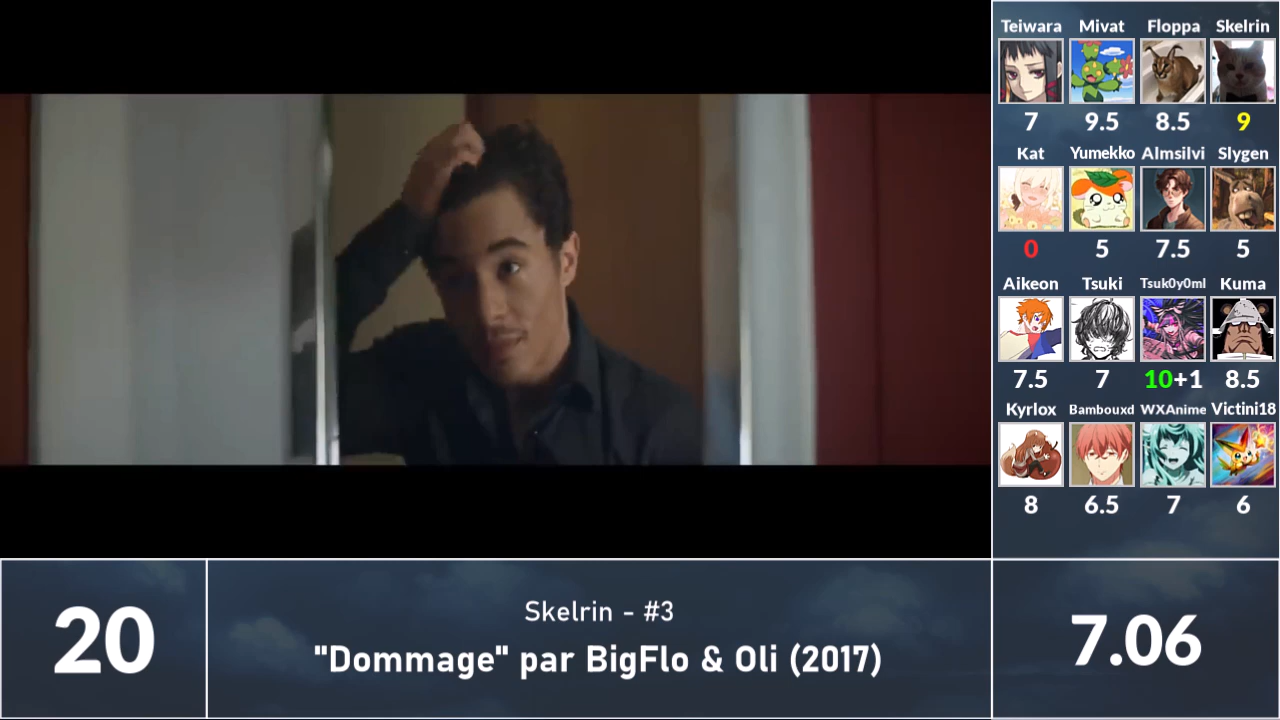 Teiwara Mivat Floppa Skelrin
7 9.5 8.5 9
Kat Yumekko Almsilvi Slygen
0 5 7.5 5
Aikeon Tsuki Tsuk0y0mI Kuma
7.5 7 10+1 8.5
Kyrlox Bambouxd WXAnime Victini18
8 6.5 7 6
20
Skelrin - #3
"Dommage" par BigFlo & Oli (2017)
7.06